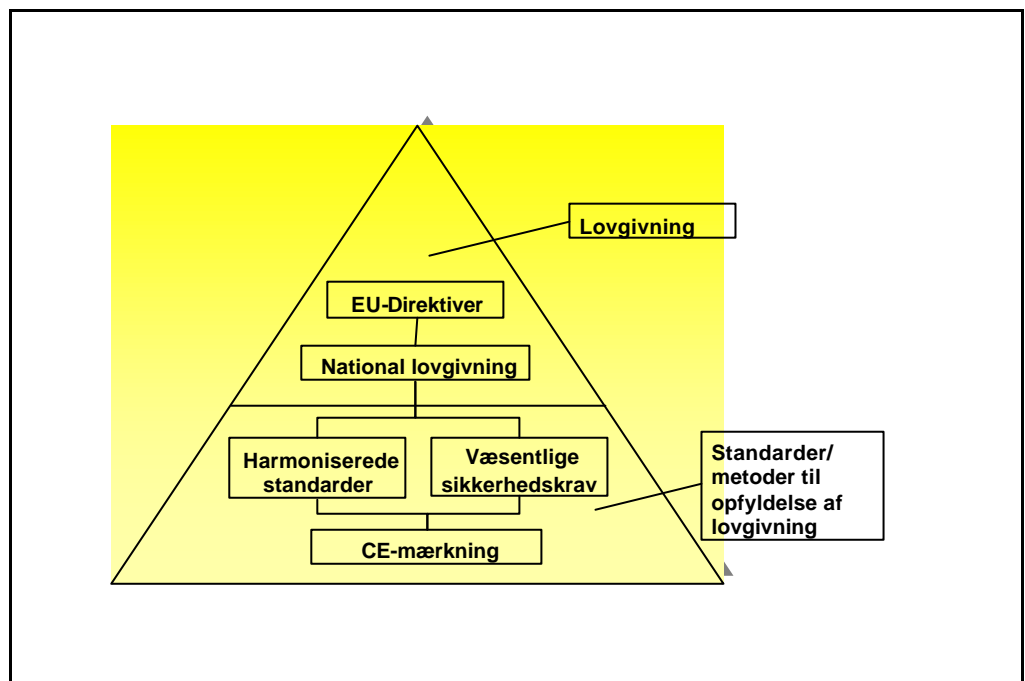 Lovgivning
EU-Direktiver
National lovgivning
Harmoniserede
standarder
Væsentlige
sikkerhedskrav
Standarder/
metoder til
opfyldelse af
lovgivning
CE-mærkning